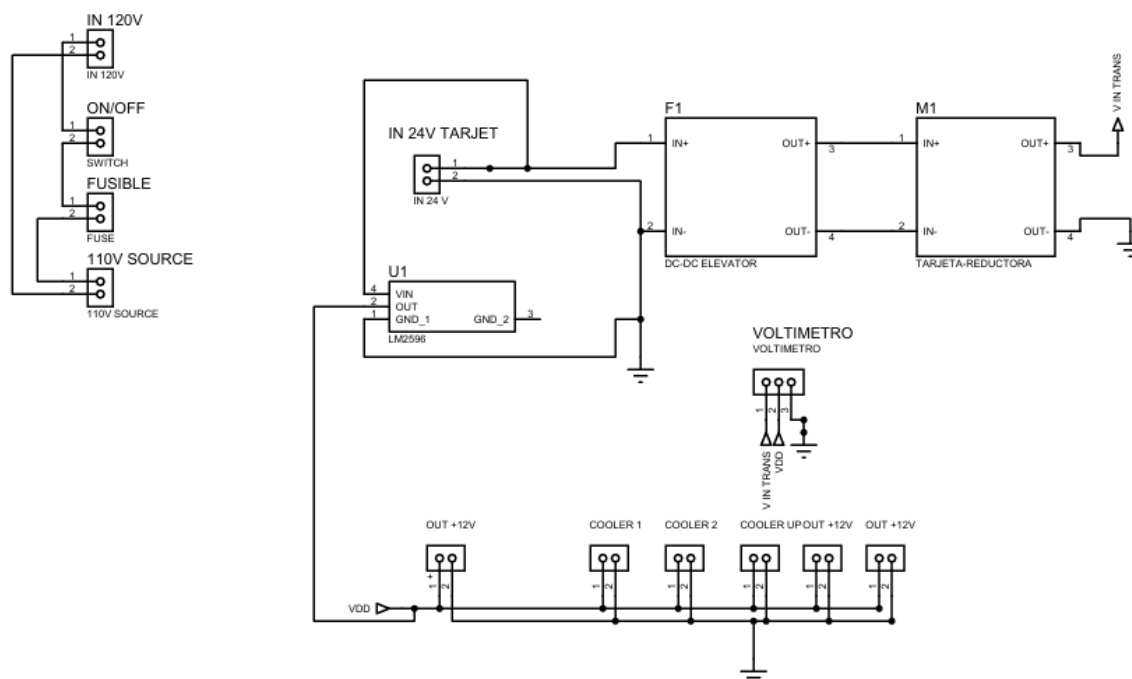 IN 120V
1
2
IN 120V
ON/OFF
1
2
SWITCH
FUSIBLE
1
2
FUSE
110V SOURCE
1
2
110V SOURCE
IN 24V TARJET
1
2
IN 24 V
U1
4 VIN
2 OUT
1 GND_1 GND_2 3
LM2596
F1
1 IN+ OUT+ 3
2 IN- OUT- 4
DC-DC ELEVATOR
M1
1 IN+ OUT+ 3
2 IN- OUT- 4
TARJETA-REDUCTORA
V IN TRANS
VOLTIMETRO
VOLTIMETRO
1 2 3
V IN TRANS
VDD
OUT +12V
COOLER 1
COOLER 2
COOLER UP
OUT +12V
OUT +12V
+
1 2
1 2
1 2
1 2
1 2
1 2
VDD